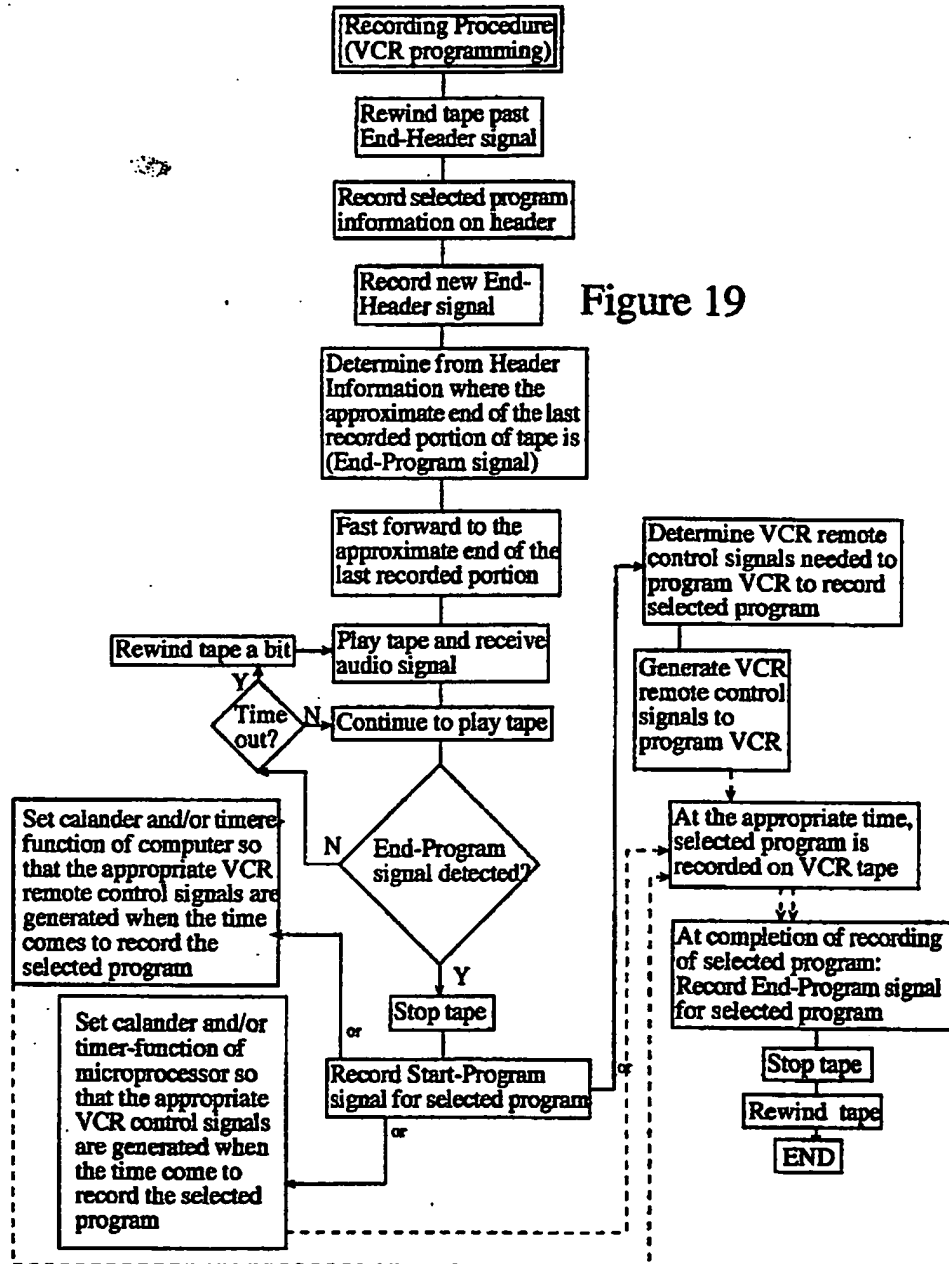 Recording Procedure
(VCR programming)
Rewind tape past
End-Header signal
Record selected program
information on header
Record new End-
Header signal
Figure 19
Determine from Header
Information where the
approximate end of the last
recorded portion of tape is
(End-Program signal)
Fast forward to the
approximate end of the
last recorded portion
Rewind tape a bit
Play tape and receive
audio signal
Y
Time
out?
N
Continue to play tape
End-Program
signal detected?
N
Y
Stop tape
Record Start-Program
signal for selected program
or
or
or
Set calander and/or timere-
function of computer so
that the appropriate VCR
remote control signals are
generated when the time
comes to record the
selected program
Set calander and/or
timer-function of
microprocessor so
that the appropriate
VCR control signals
are generated when
the time come to
record the selected
program
Determine VCR remote
control signals needed to
program VCR to record
selected program
Generate VCR
remote control
signals to
program VCR
At the appropriate time,
selected program is
recorded on VCR tape
At completion of recording
of selected program:
Record End-Program signal
for selected program
Stop tape
Rewind tape
END